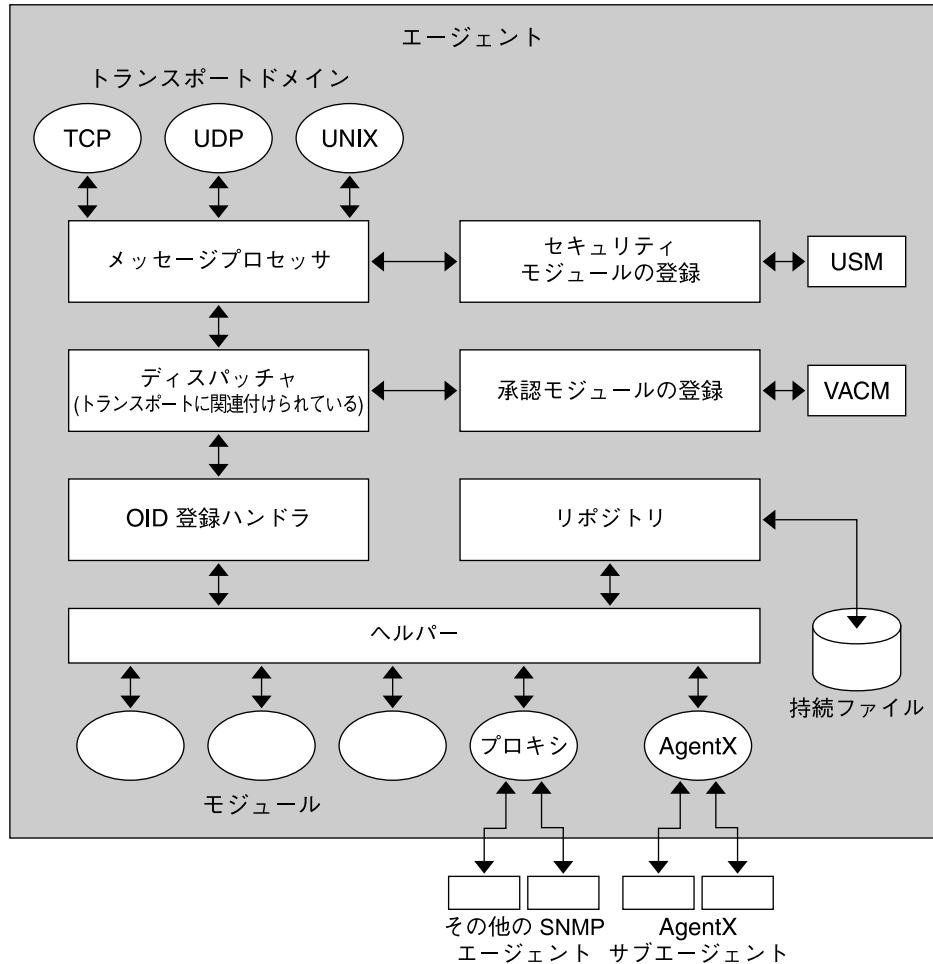 エージェント
トランスポートドメイン
TCP
UDP
UNIX
メッセージプロセッサ
セキュリティ
モジュールの登録
USM
ディスパッチャ
(トランスポートに関連付けられている)
承認モジュールの登録
VACM
OID 登録ハンドラ
リポジトリ
ヘルパー
持続ファイル
プロキシ
AgentX
モジュール
その他の SNMP
エージェント
AgentX
サブエージェント